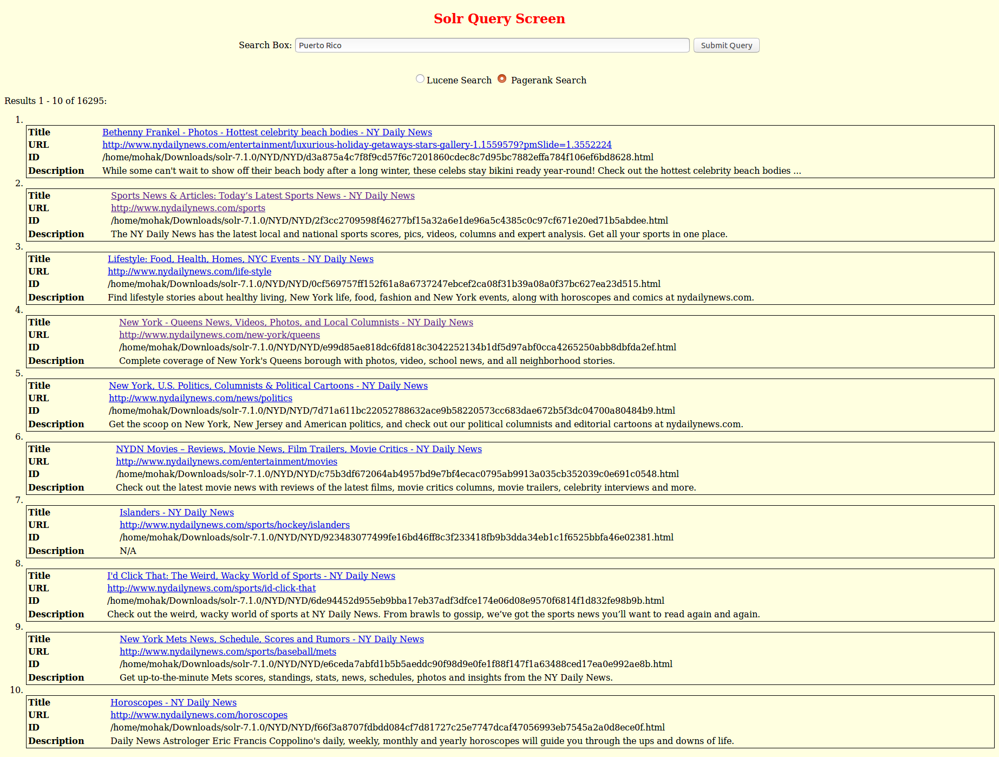 Solr Query Screen
Search Box: Puerto Rico Submit Query
Lucene Search Pagerank Search
Results 1 - 10 of 16295:
1.
Title Bethenny Frankel - Photos - Hottest celebrity beach bodies - NY Daily News
URL http://www.nydailynews.com/entertainment/luxurious-holiday-getaways-stars-gallery-1.1559579?pmSlide=1.3552224
ID /home/mohak/Downloads/solr-7.1.0/NYD/NYD/d3a875a4c7f8f9cd57f6c7201860cdec8c7d95bc7882effa784f106ef6bd8628.html
Description While some can't wait to show off their beach body after a long winter, these celebs stay bikini ready year-round! Check out the hottest celebrity beach bodies ...
2.
Title Sports News & Articles: Today’s Latest Sports News - NY Daily News
URL http://www.nydailynews.com/sports
ID /home/mohak/Downloads/solr-7.1.0/NYD/NYD/2f3cc2709598f46277bf15a32a6e1de96a5c4385c0c97cf671e20ed71b5abdee.html
Description The NY Daily News has the latest local and national sports scores, pics, videos, columns and expert analysis. Get all your sports in one place.
3.
Title Lifestyle: Food, Health, Homes, NYC Events - NY Daily News
URL http://www.nydailynews.com/life-style
ID /home/mohak/Downloads/solr-7.1.0/NYD/NYD/0cf569757ff152f61a8a6737247ebcef2ca08f31b39a08a0f37bc627ea23d515.html
Description Find lifestyle stories about healthy living, New York life, food, fashion and New York events, along with horoscopes and comics at nydailynews.com.
4.
Title New York - Queens News, Videos, Photos, and Local Columnists - NY Daily News
URL http://www.nydailynews.com/new-york/queens
ID /home/mohak/Downloads/solr-7.1.0/NYD/NYD/e99d85ae818dc6fd818c3042252134b1df5d97abf0cca4265250abb8dbfda2ef.html
Description Complete coverage of New York's Queens borough with photos, video, school news, and all neighborhood stories.
5.
Title New York, U.S. Politics, Columnists & Political Cartoons - NY Daily News
URL http://www.nydailynews.com/news/politics
ID /home/mohak/Downloads/solr-7.1.0/NYD/NYD/7d71a611bc22052788632ace9b58220573cc683dae672b5f3dc04700a80484b9.html
Description Get the scoop on New York, New Jersey and American politics, and check out our political columnists and editorial cartoons at nydailynews.com.
6.
Title NYDN Movies – Reviews, Movie News, Film Trailers, Movie Critics - NY Daily News
URL http://www.nydailynews.com/entertainment/movies
ID /home/mohak/Downloads/solr-7.1.0/NYD/NYD/c75b3df672064ab4957bd9e7bf4ecac0795ab9913a035cb352039c0e691c0548.html
Description Check out the latest movie news with reviews of the latest films, movie critics columns, movie trailers, celebrity interviews and more.
7.
Title Islanders - NY Daily News
URL http://www.nydailynews.com/sports/hockey/islanders
ID /home/mohak/Downloads/solr-7.1.0/NYD/NYD/923483077499fe16bd46ff8c3f233418fb9b3dda34eb1c1f6525bbfa46e02381.html
Description N/A
8.
Title I'd Click That: The Weird, Wacky World of Sports - NY Daily News
URL http://www.nydailynews.com/sports/id-click-that
ID /home/mohak/Downloads/solr-7.1.0/NYD/NYD/6de94452d955eb9bba17eb37adf3dfce174e06d08e9570f6814f1d832fe98b9b.html
Description Check out the weird, wacky world of sports at NY Daily News. From brawls to gossip, we’ve got the sports news you’ll want to read again and again.
9.
Title New York Mets News, Schedule, Scores and Rumors - NY Daily News
URL http://www.nydailynews.com/sports/baseball/mets
ID /home/mohak/Downloads/solr-7.1.0/NYD/NYD/e6ceda7abfd1b5b5aeddc90f98d9e0fe1f88f147f1a63488ced17ea0e992ae8b.html
Description Get up-to-the-minute Mets scores, standings, stats, news, schedules, photos and insights from the NY Daily News.
10.
Title Horoscopes - NY Daily News
URL http://www.nydailynews.com/horoscopes
ID /home/mohak/Downloads/solr-7.1.0/NYD/NYD/f66f3a8707fdbdd084cf7d81727c25e7747dcaf47056993eb7545a2a0d8ece0f.html
Description Daily News Astrologer Eric Francis Coppolino's daily, weekly, monthly and yearly horoscopes will guide you through the ups and downs of life.